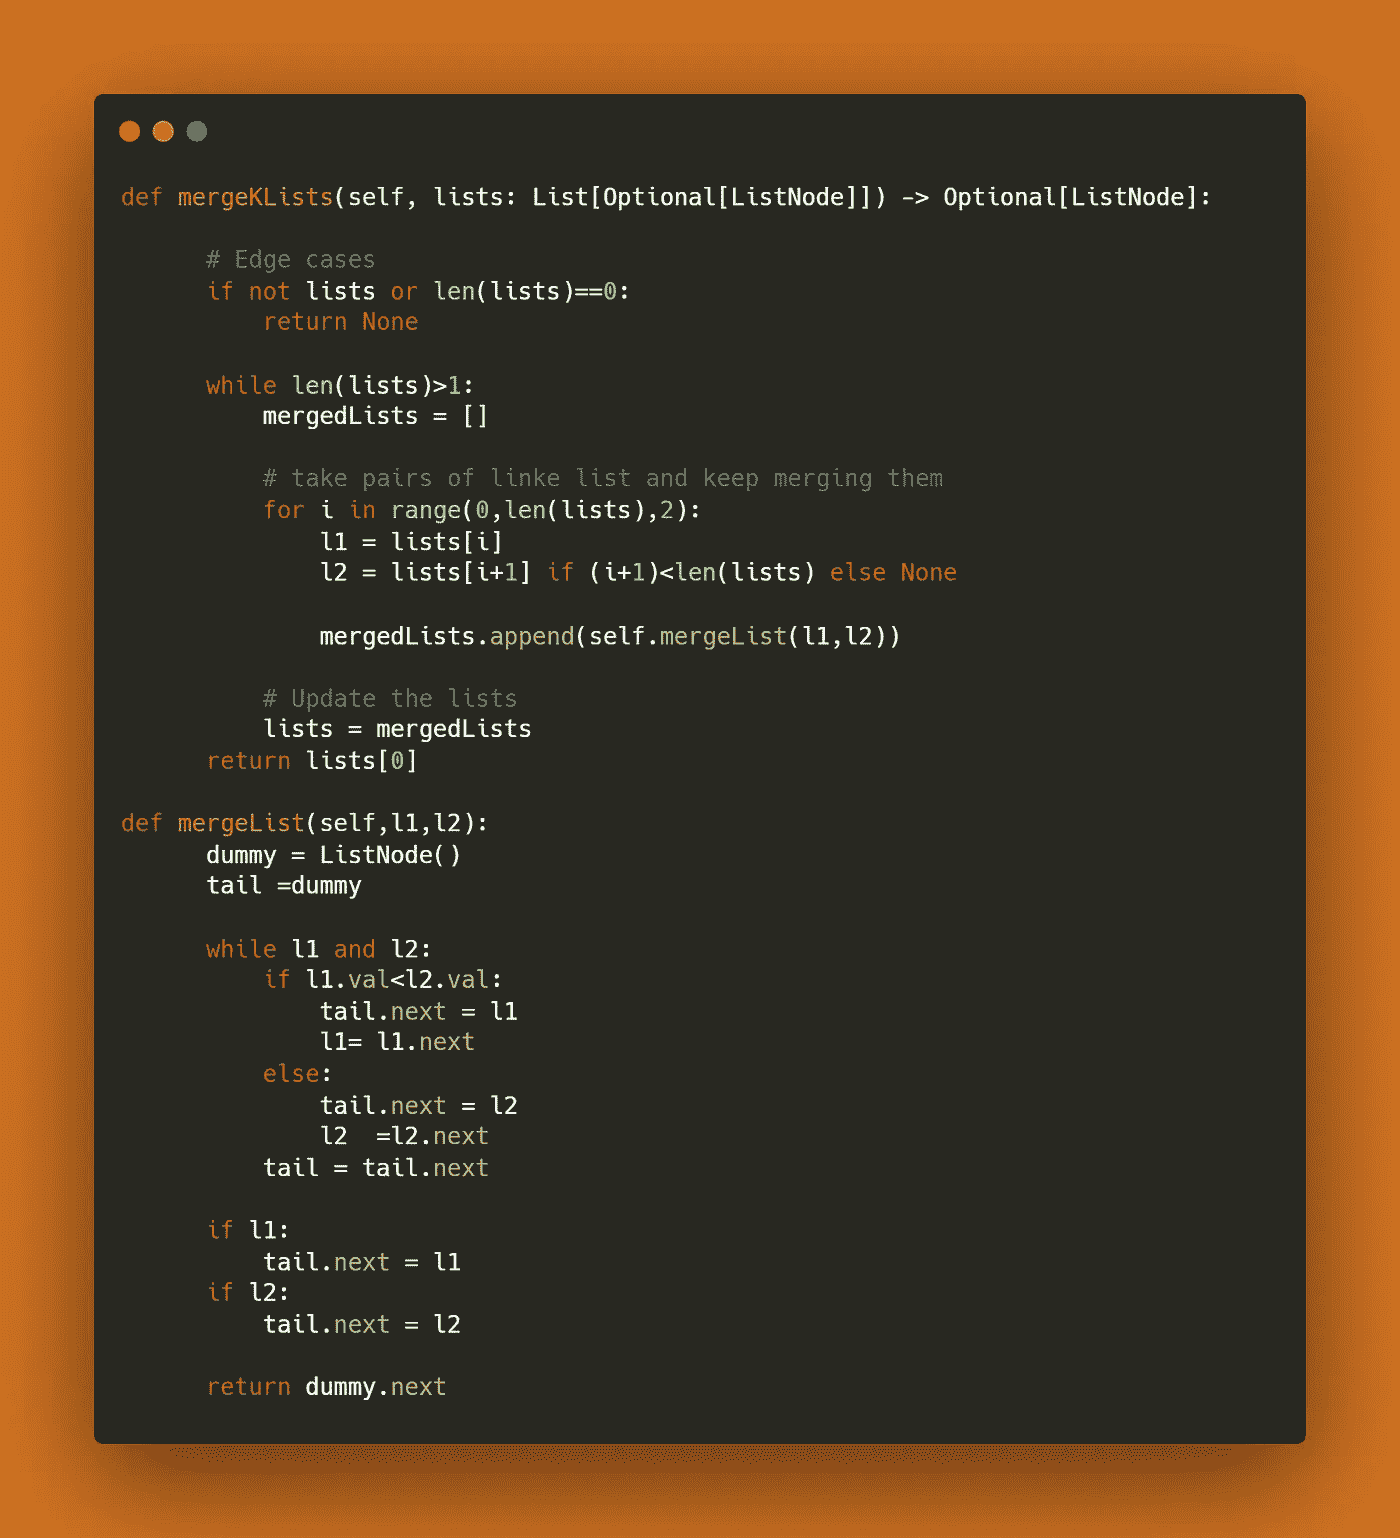 def mergeKLists(self, lists: List[Optional[ListNode]]) -> Optional[ListNode]:

      # Edge cases
      if not lists or len(lists)==0:
          return None

      while len(lists)>1:
          mergedLists = []

          # take pairs of linke list and keep merging them
          for i in range(0,len(lists),2):
              l1 = lists[i]
              l2 = lists[i+1] if (i+1)<len(lists) else None

              mergedLists.append(self.mergeList(l1,l2))

          # Update the lists
          lists = mergedLists
      return lists[0]

def mergeList(self,l1,l2):
      dummy = ListNode()
      tail =dummy

      while l1 and l2:
          if l1.val<l2.val:
              tail.next = l1
              l1= l1.next
          else:
              tail.next = l2
              l2  =l2.next
          tail = tail.next

      if l1:
          tail.next = l1
      if l2:
          tail.next = l2

      return dummy.next